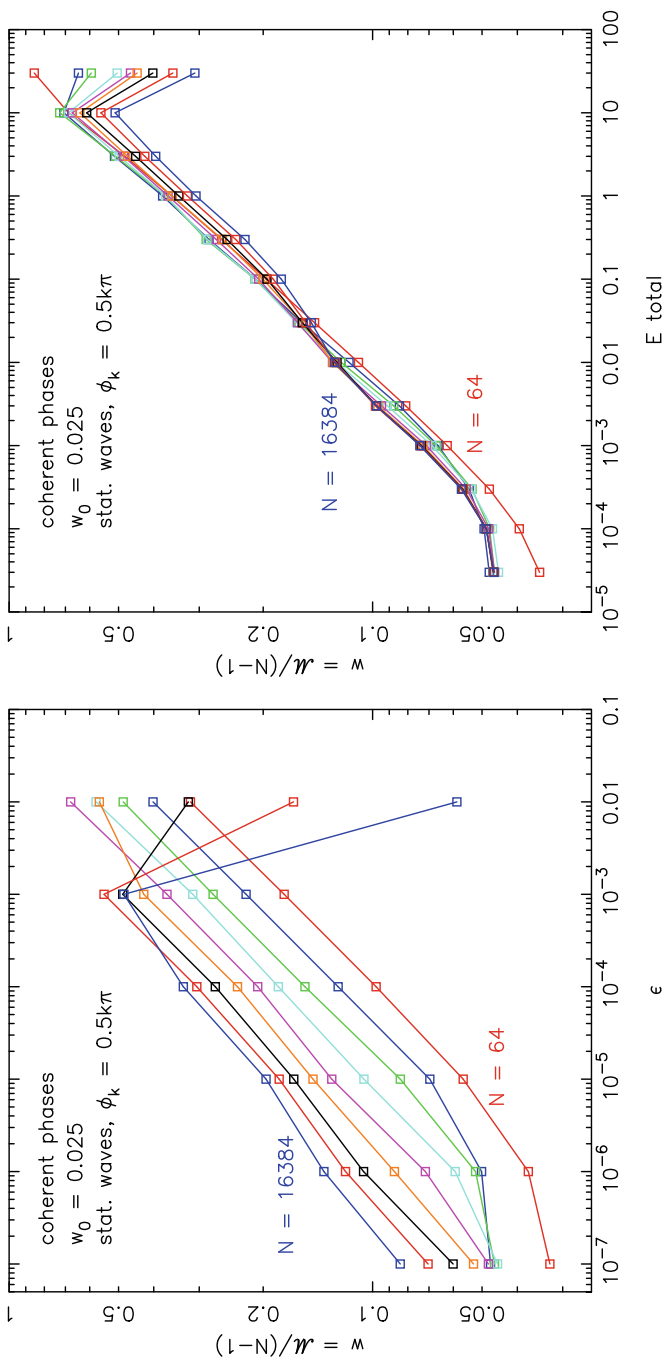 coherent phases
w0 = 0.025
stat. waves, ϕk = 0.5kπ
N = 16384
N = 64
1
0.5
0.2
0.1
0.05
w = ℳ/(N−1)
10−7
10−6
10−5
10−4
10−3
0.01
0.1
ϵ
coherent phases
w0 = 0.025
stat. waves, ϕk = 0.5kπ
N = 16384
N = 64
1
0.5
0.2
0.1
0.05
w = ℳ/(N−1)
10−5
10−4
10−3
0.01
0.1
1
10
100
E total